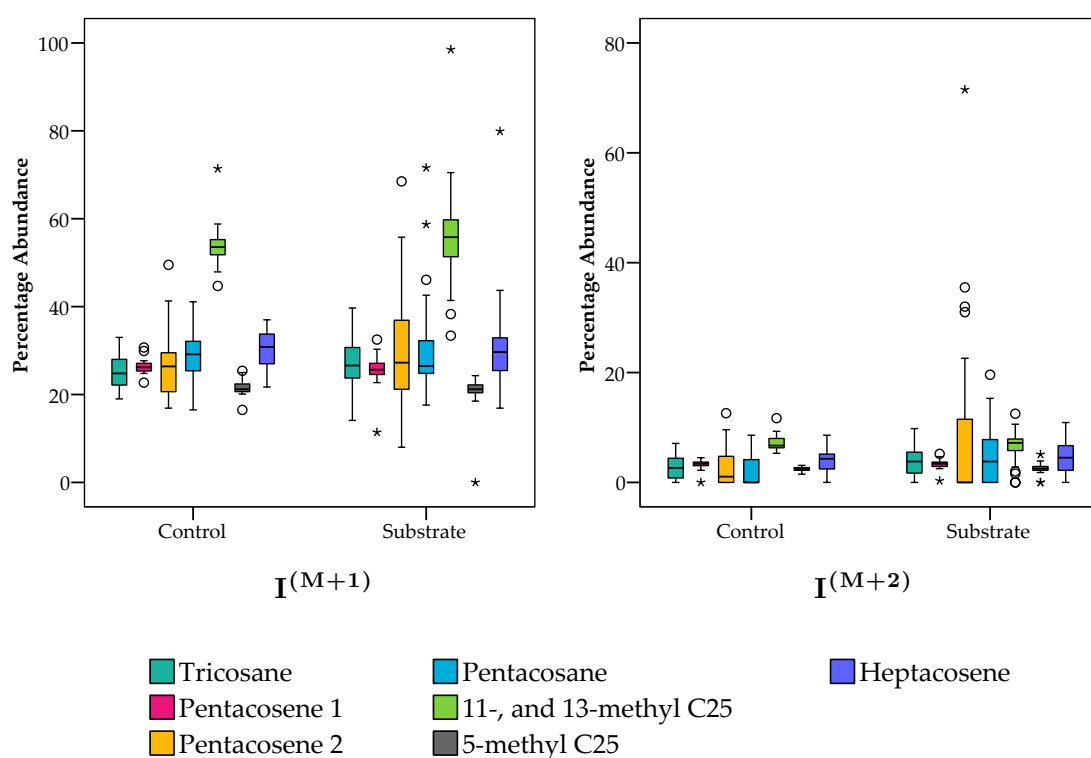 100
80
60
40
20
0
Percentage Abundance
Control
Substrate
I^(M+1)
80
60
40
20
0
Percentage Abundance
Control
Substrate
I^(M+2)
Tricosane
Pentacosene 1
Pentacosene 2
Pentacosane
11-, and 13-methyl C25
5-methyl C25
Heptacosene